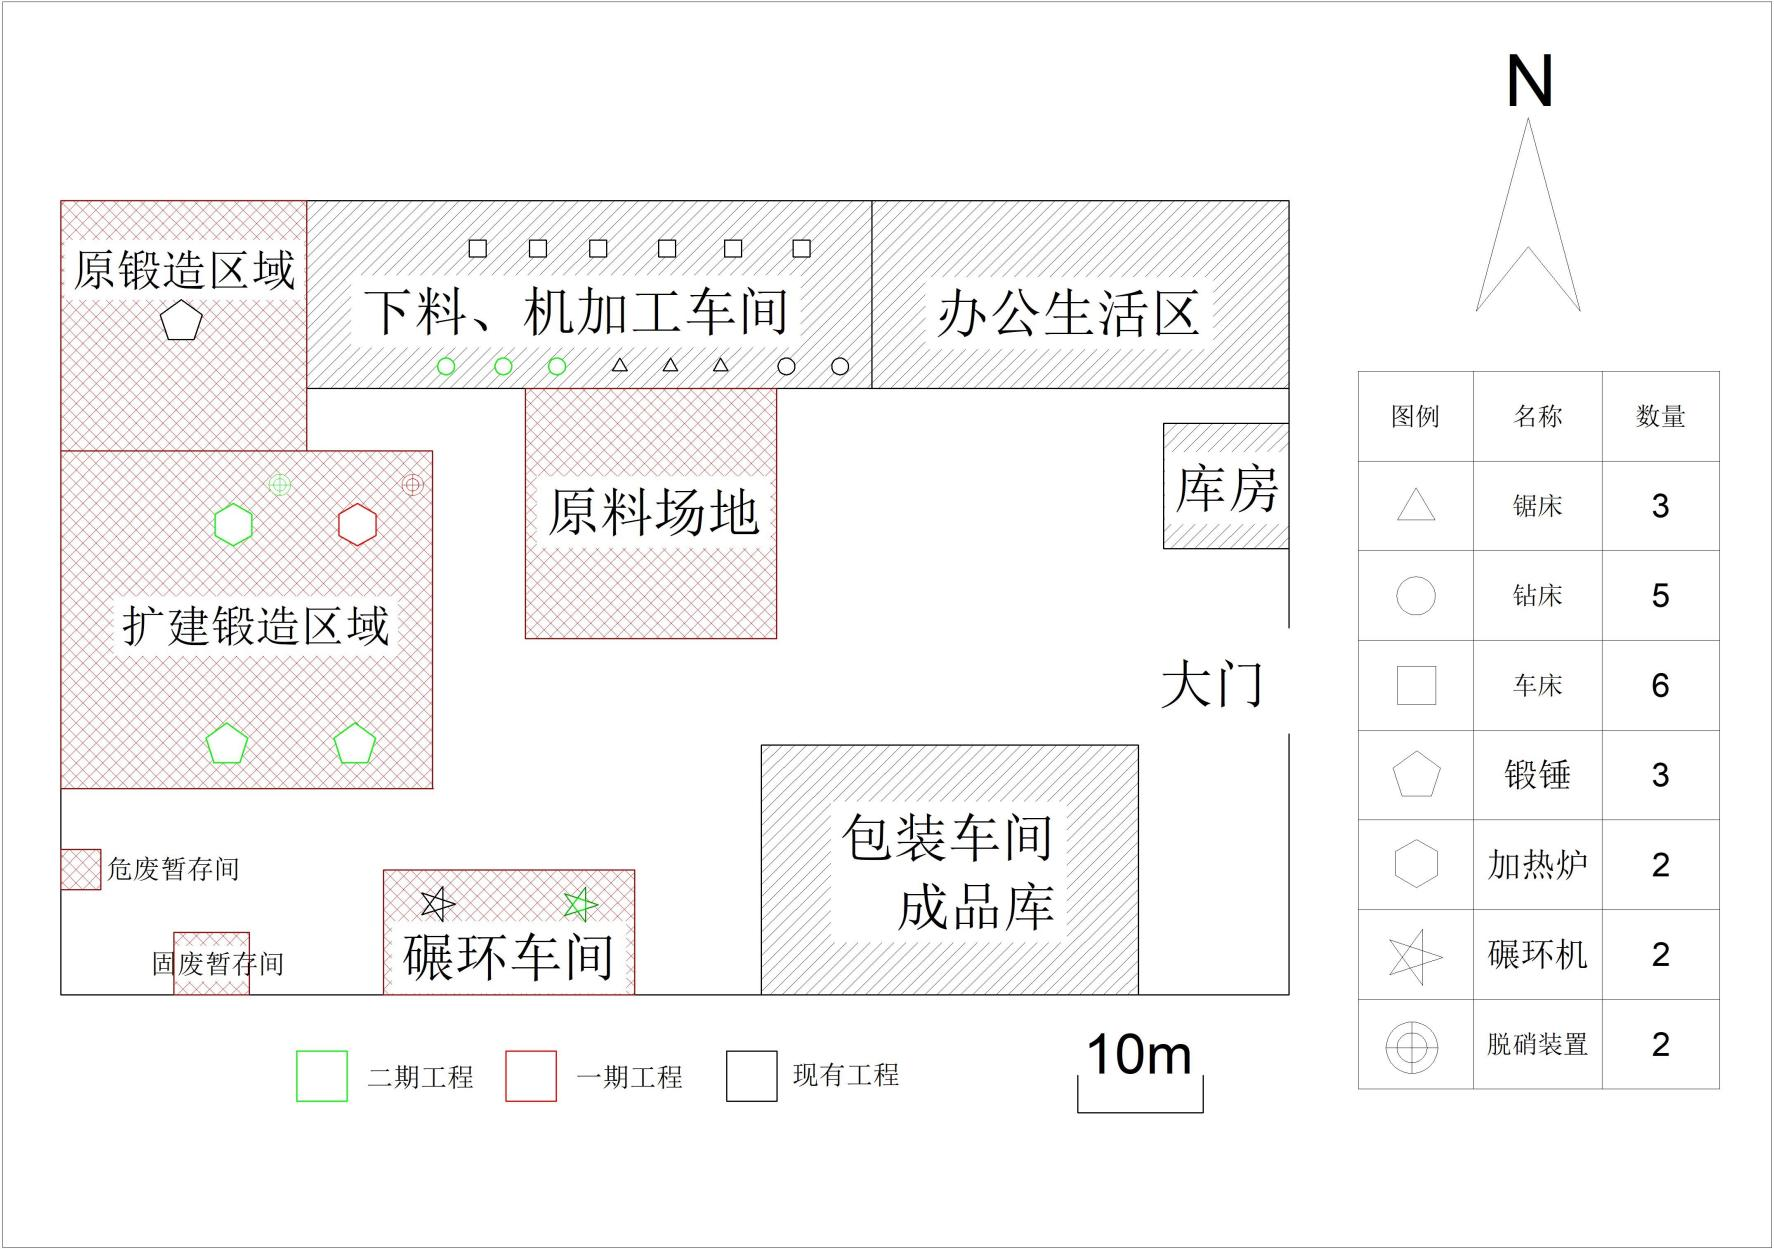 N
原锻造区域
下料、机加工车间
办公生活区
原料场地
库房
扩建锻造区域
大门
危废暂存间
固废暂存间
碾环车间
包装车间
成品库
图例 名称 数量
锯床 3
钻床 5
车床 6
锻锤 3
加热炉 2
碾环机 2
脱硝装置 2
二期工程
一期工程
现有工程
10m